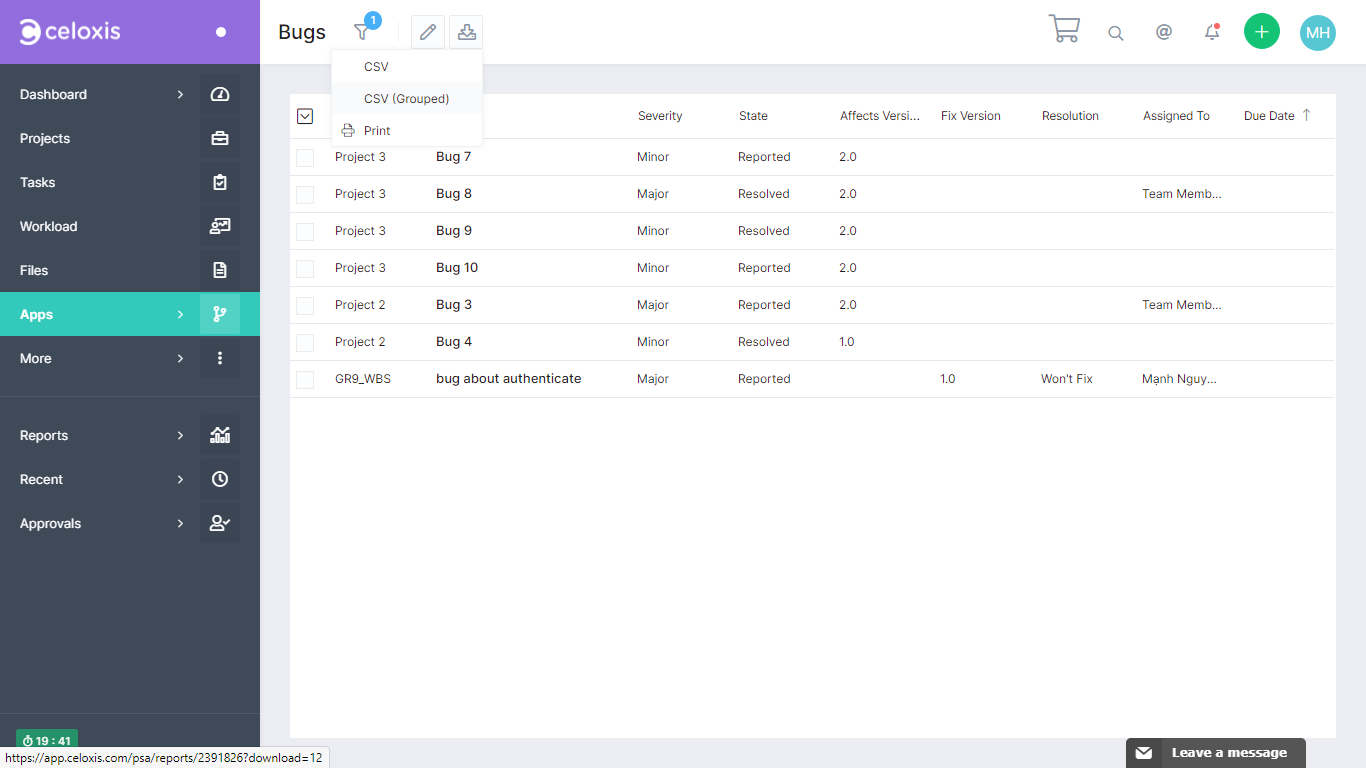 celoxis
Bugs
1
MH
CSV
CSV (Grouped)
Print
Dashboard
Projects
Tasks
Workload
Files
Apps
More
Reports
Recent
Approvals
19 : 41
Severity State Affects Versi... Fix Version Resolution Assigned To Due Date
Project 3 Bug 7 Minor Reported 2.0
Project 3 Bug 8 Major Resolved 2.0 Team Memb...
Project 3 Bug 9 Minor Resolved 2.0
Project 3 Bug 10 Minor Reported 2.0
Project 2 Bug 3 Major Reported 2.0 Team Memb...
Project 2 Bug 4 Minor Resolved 1.0
GR9_WBS bug about authenticate Major Reported 1.0 Won't Fix Mạnh Nguy...
https://app.celoxis.com/psa/reports/2391826?download=12
Leave a message